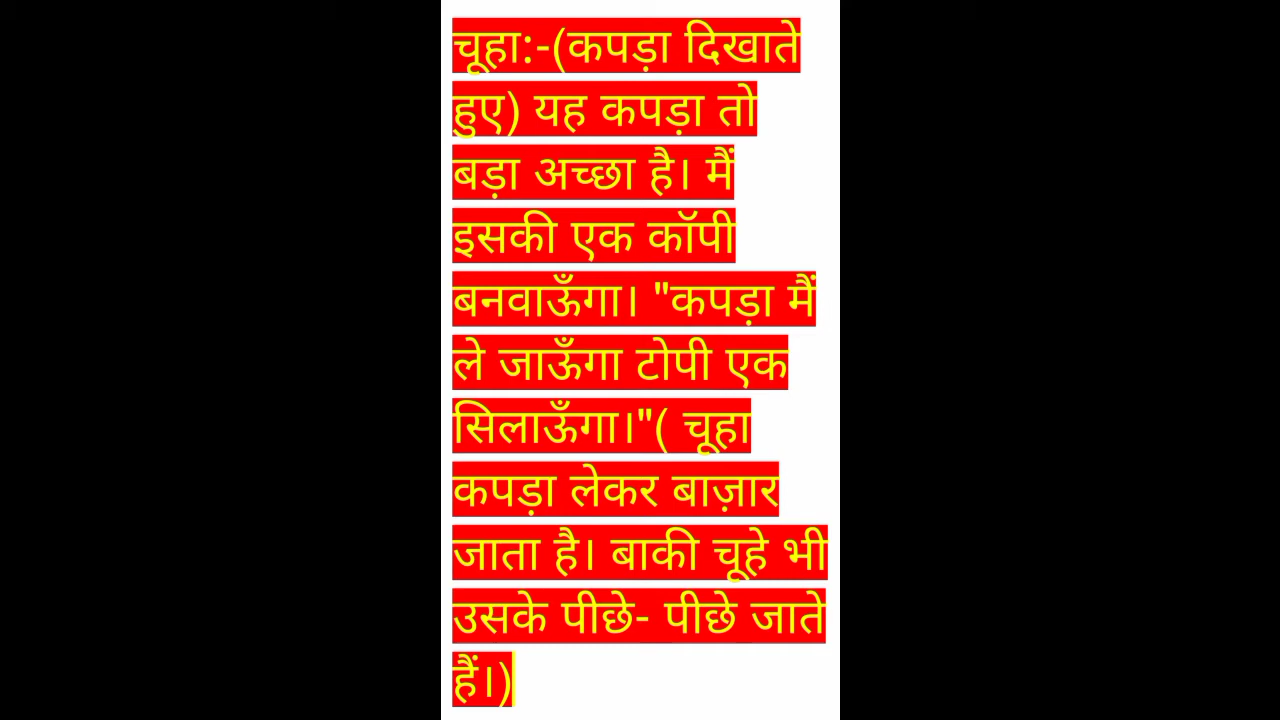 चूहा:-(कपड़ा दिखाते
हुए) यह कपड़ा तो
बड़ा अच्छा है। मैं
इसकी एक कॉपी
बनवाऊँगा। "कपड़ा मैं
ले जाऊँगा टोपी एक
सिलाऊँगा।"( चूहा
कपड़ा लेकर बाज़ार
जाता है। बाकी चूहे भी
उसके पीछे- पीछे जाते
हैं।)